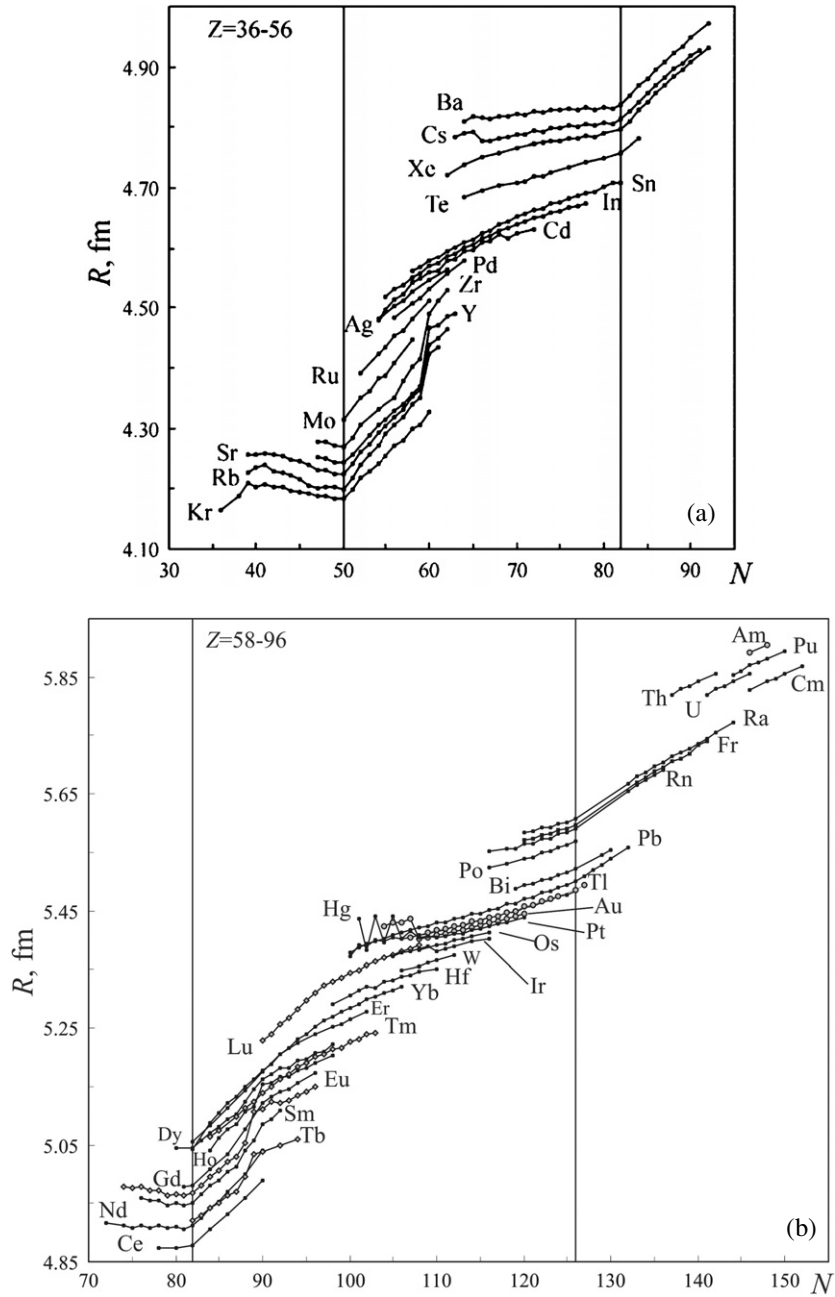 Z=36-56
4.90
4.70
4.50
4.30
4.10
R, fm
Ba
Cs
Xc
Te
Sn
In
Cd
Pd
Zr
Ag
Y
Ru
Mo
Sr
Rb
Kr
(a)
30 40 50 60 70 80 90 N
Z=58-96
5.85
5.65
5.45
5.25
5.05
4.85
R, fm
Am
Pu
Th
U
Cm
Ra
Fr
Rn
Po
Pb
Bi
Tl
Hg
Au
Pt
Os
W
Ir
Hf
Yb
Er
Tm
Lu
Eu
Sm
Tb
Dy
Ho
Gd
Nd
Ce
(b)
70 80 90 100 110 120 130 140 150 N